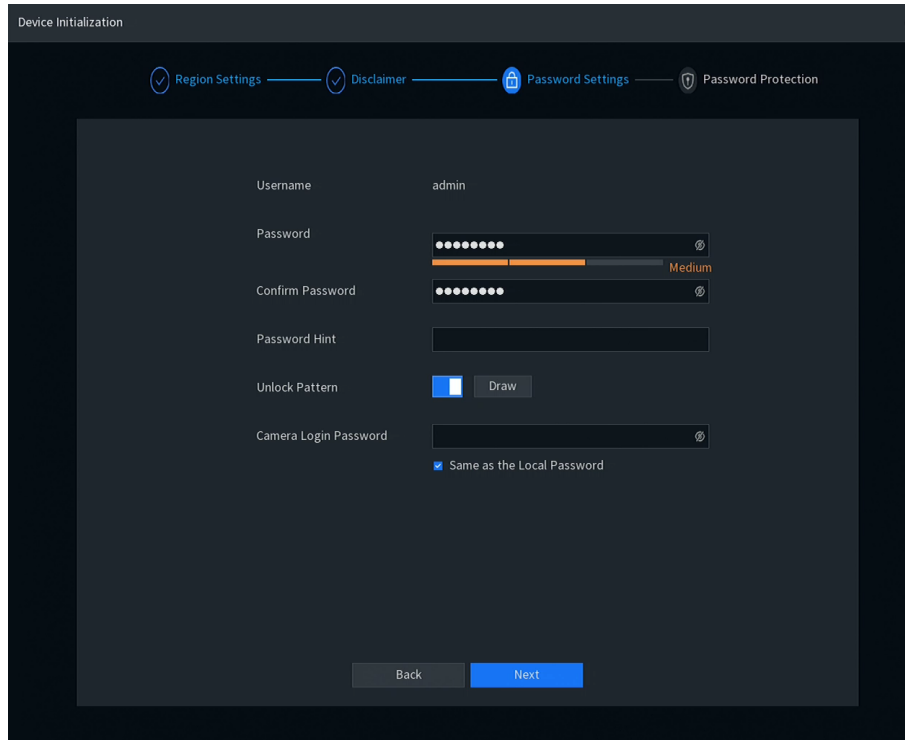 Device Initialization
Region Settings Disclaimer Password Settings Password Protection
Username admin
Password ●●●●●●●●
Medium
Confirm Password ●●●●●●●●
Password Hint
Unlock Pattern Draw
Camera Login Password
Same as the Local Password
Back Next